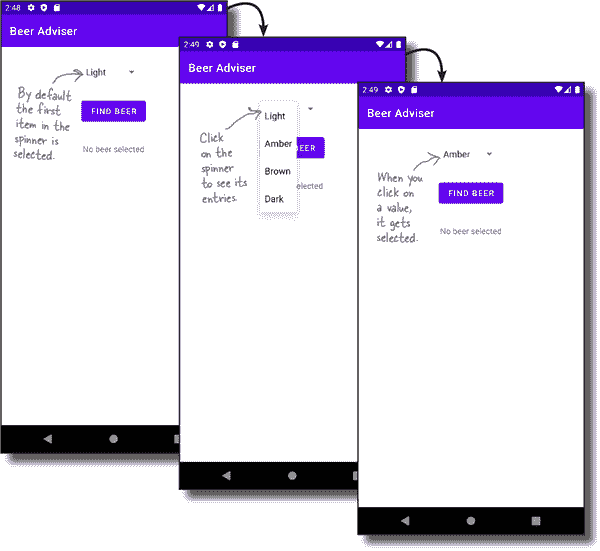 2:48
Beer Adviser
Light
By default
the first
item in the
spinner is
selected.
FIND BEER
No beer selected
2:49
Beer Adviser
Light
Amber
Brown
Dark
BEER
elected
Click
on the
spinner
to see its
entries.
2:49
Beer Adviser
Amber
When you
click on
a value,
it gets
selected.
FIND BEER
No beer selected